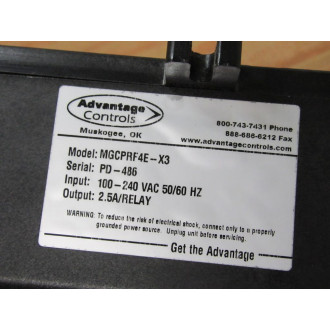 Advantage
Controls
Muskogee, OK
800-743-7431 Phone
888-686-6212 Fax
www.advantagecontrols.com
Model: MGCPRF4E-X3
Serial: PD-486
Input: 100-240 VAC 50/60 HZ
Output: 2.5A/RELAY
WARNING: To reduce the risk of electrical shock, connect only to a properly
grounded power source. Unplug unit before servicing.
Get the Advantage